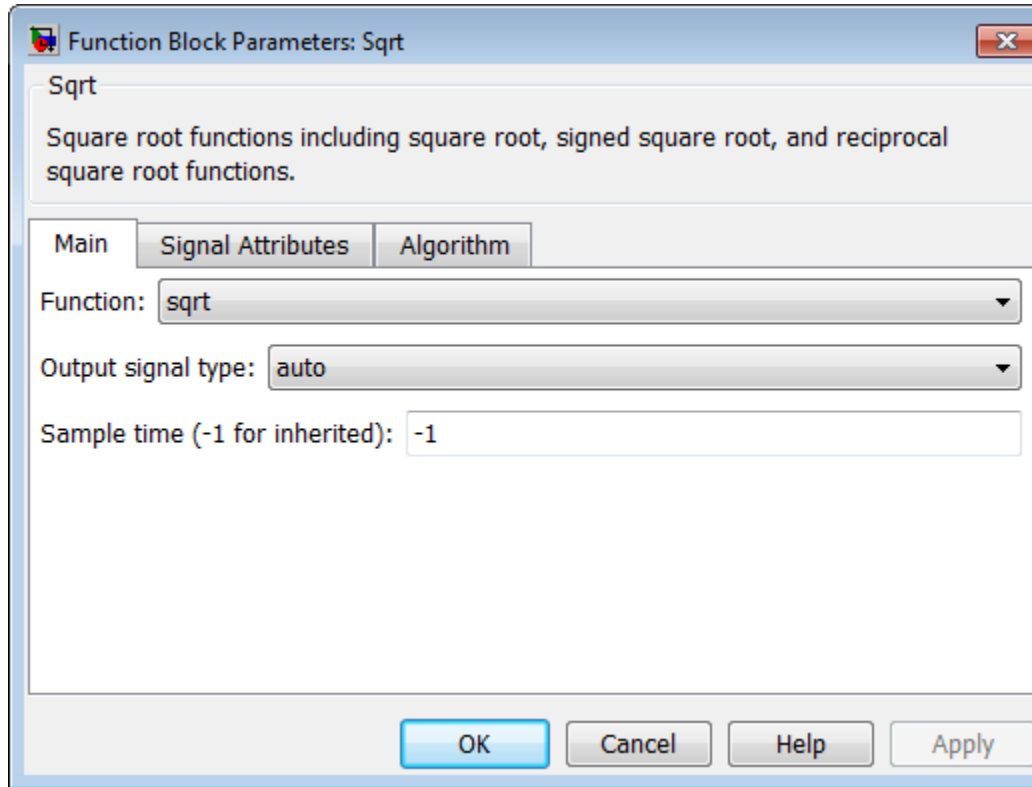 Function Block Parameters: Sqrt
Sqrt
Square root functions including square root, signed square root, and reciprocal
square root functions.
Main Signal Attributes Algorithm
Function: sqrt
Output signal type: auto
Sample time (-1 for inherited): -1
OK Cancel Help Apply